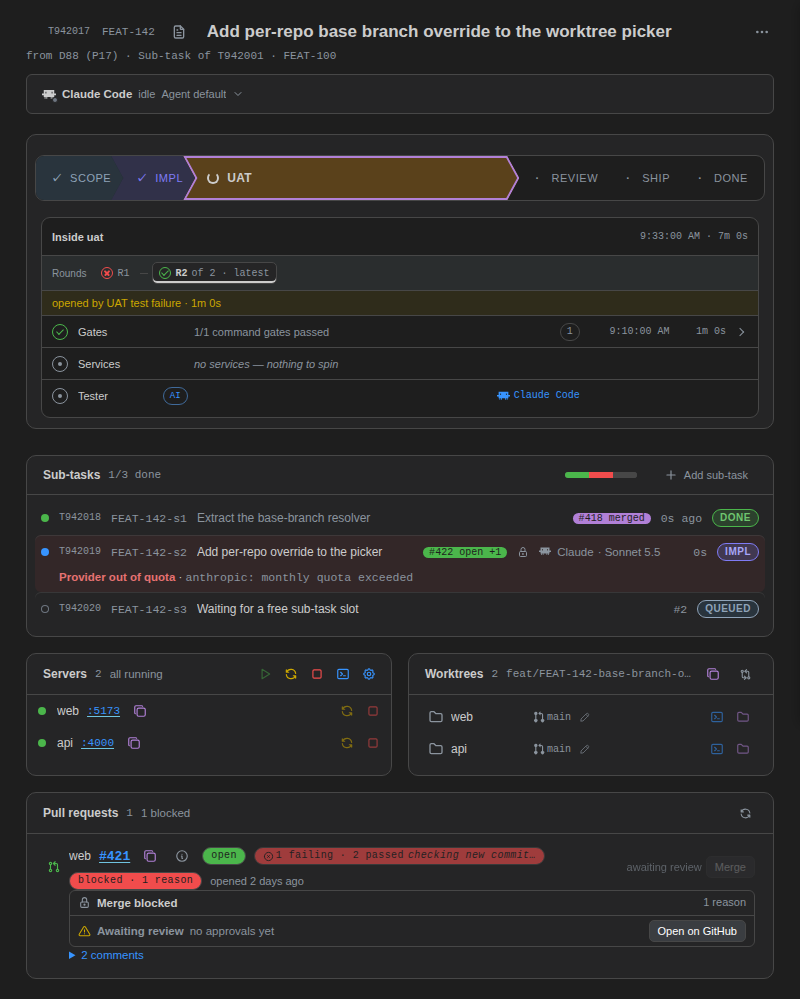 T942017 FEAT-142 Add per-repo base branch override to the worktree picker
from D88 (P17) · Sub-task of T942001 · FEAT-100
Claude Code idle Agent default
SCOPE IMPL UAT · REVIEW · SHIP · DONE
Inside uat 9:33:00 AM · 7m 0s
Rounds R1 — R2 of 2 · latest
opened by UAT test failure · 1m 0s
Gates 1/1 command gates passed 1 9:10:00 AM 1m 0s
Services no services — nothing to spin
Tester AI Claude Code
Sub-tasks 1/3 done Add sub-task
T942018 FEAT-142-s1 Extract the base-branch resolver #418 merged 0s ago DONE
T942019 FEAT-142-s2 Add per-repo override to the picker #422 open +1 Claude · Sonnet 5.5 0s IMPL
Provider out of quota · anthropic: monthly quota exceeded
T942020 FEAT-142-s3 Waiting for a free sub-task slot #2 QUEUED
Servers 2 all running
web :5173
api :4000
Worktrees 2 feat/FEAT-142-base-branch-o…
web main
api main
Pull requests 1 1 blocked
web #421 open 1 failing · 2 passed checking new commit…
blocked · 1 reason opened 2 days ago
awaiting review Merge
Merge blocked 1 reason
Awaiting review no approvals yet Open on GitHub
2 comments